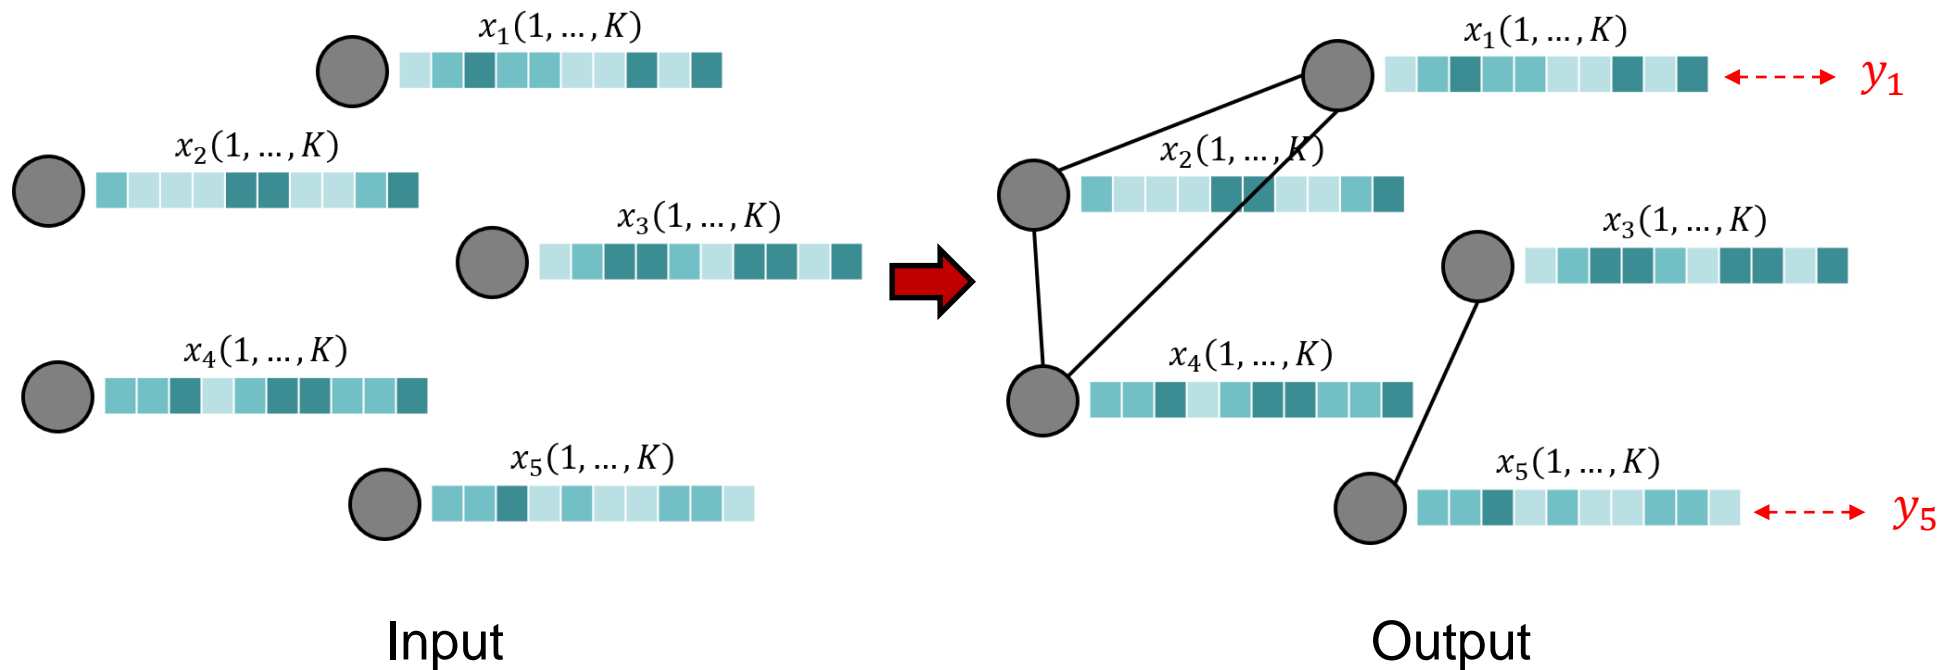 x₁(1, … , K)
x₂(1, … , K)
x₃(1, … , K)
x₄(1, … , K)
x₅(1, … , K)
Input
x₁(1, … , K)
y₁
x₂(1, … , K)
x₃(1, … , K)
x₄(1, … , K)
x₅(1, … , K)
y₅
Output